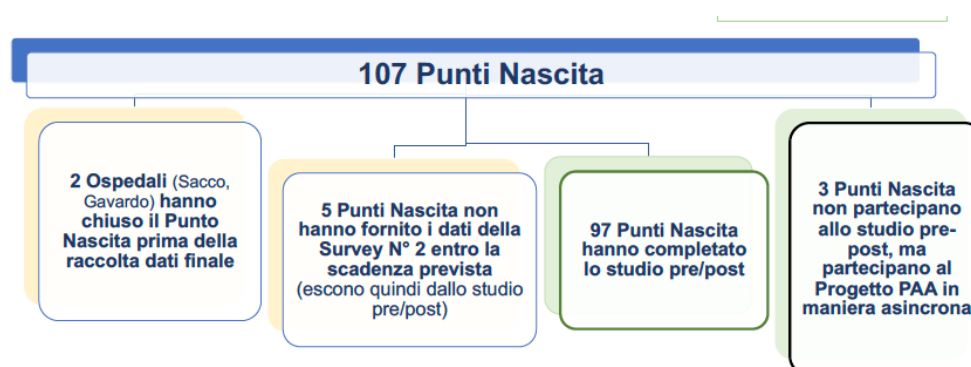 107 Punti Nascita
2 Ospedali (Sacco,
Gavardo) hanno
chiuso il Punto
Nascita prima della
raccolta dati finale
5 Punti Nascita non
hanno fornito i dati della
Survey N° 2 entro la
scadenza prevista
(escono quindi dallo studio
pre/post)
97 Punti Nascita
hanno completato
lo studio pre/post
3 Punti Nascita
non partecipano
allo studio pre-
post, ma
partecipano al
Progetto PAA in
maniera asincrona